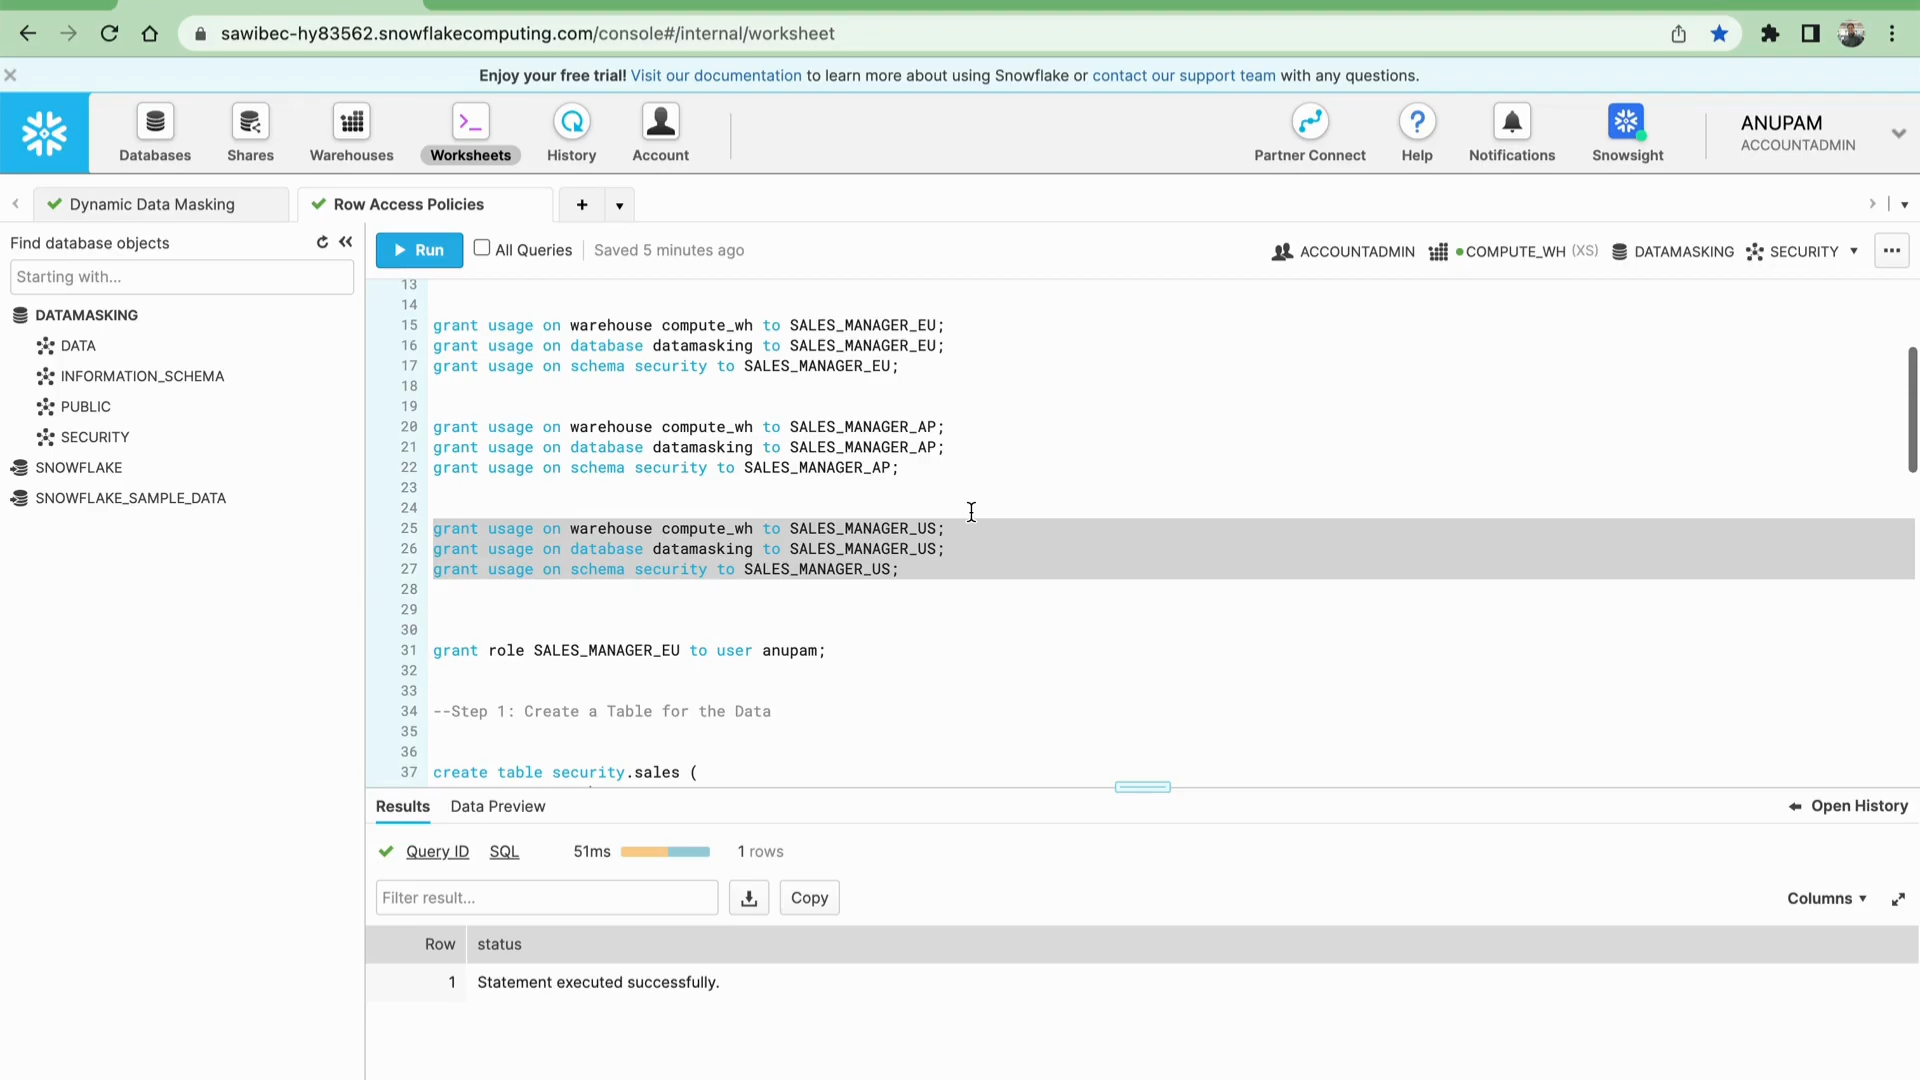 sawibec-hy83562.snowflakecomputing.com/console#/internal/worksheet
Enjoy your free trial! Visit our documentation to learn more about using Snowflake or contact our support team with any questions.
Databases
Shares
Warehouses
Worksheets
History
Account
Partner Connect
Help
Notifications
Snowsight
ANUPAM
ACCOUNTADMIN
Dynamic Data Masking
Row Access Policies
Find database objects
Starting with...
DATAMASKING
DATA
INFORMATION_SCHEMA
PUBLIC
SECURITY
SNOWFLAKE
SNOWFLAKE_SAMPLE_DATA
Run
All Queries
Saved 5 minutes ago
ACCOUNTADMIN
COMPUTE_WH (XS)
DATAMASKING
SECURITY
13
14
15 grant usage on warehouse compute_wh to SALES_MANAGER_EU;
16 grant usage on database datamasking to SALES_MANAGER_EU;
17 grant usage on schema security to SALES_MANAGER_EU;
18
19
20 grant usage on warehouse compute_wh to SALES_MANAGER_AP;
21 grant usage on database datamasking to SALES_MANAGER_AP;
22 grant usage on schema security to SALES_MANAGER_AP;
23
24
25 grant usage on warehouse compute_wh to SALES_MANAGER_US;
26 grant usage on database datamasking to SALES_MANAGER_US;
27 grant usage on schema security to SALES_MANAGER_US;
28
29
30
31 grant role SALES_MANAGER_EU to user anupam;
32
33
34 --Step 1: Create a Table for the Data
35
36
37 create table security.sales (
Results
Data Preview
Open History
Query ID
SQL
51ms
1 rows
Filter result...
Copy
Columns
Row status
1 Statement executed successfully.